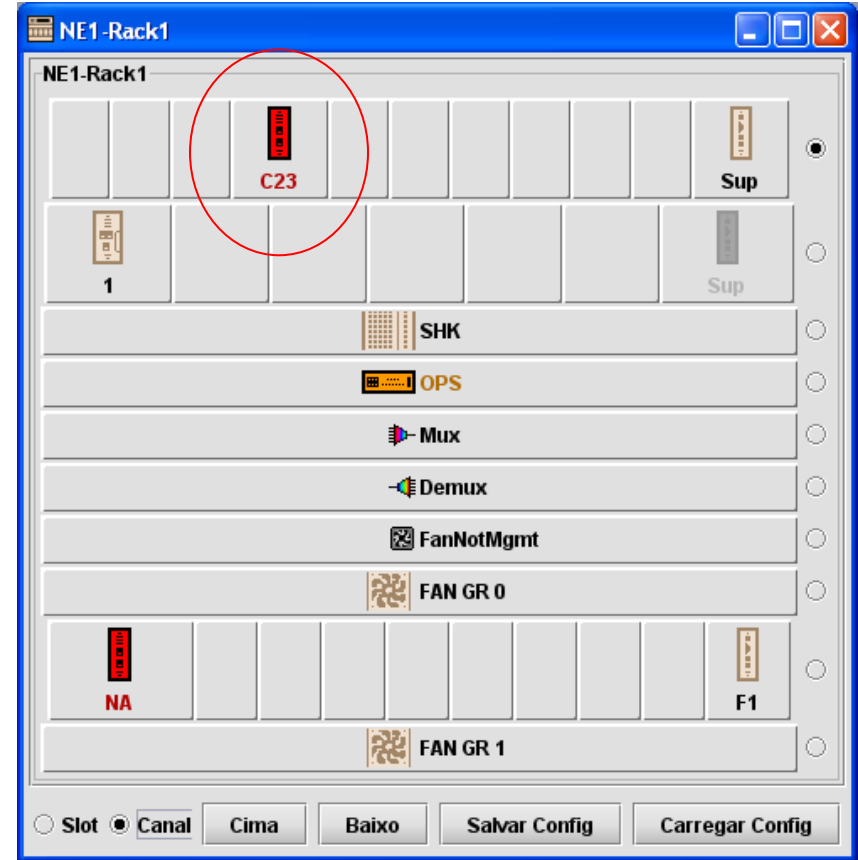 NE1-Rack1
NE1-Rack1
C23 Sup
1 Sup
SHK
OPS
Mux
Demux
FanNotMgmt
FAN GR 0
NA F1
FAN GR 1
Slot Canal Cima Baixo Salvar Config Carregar Config